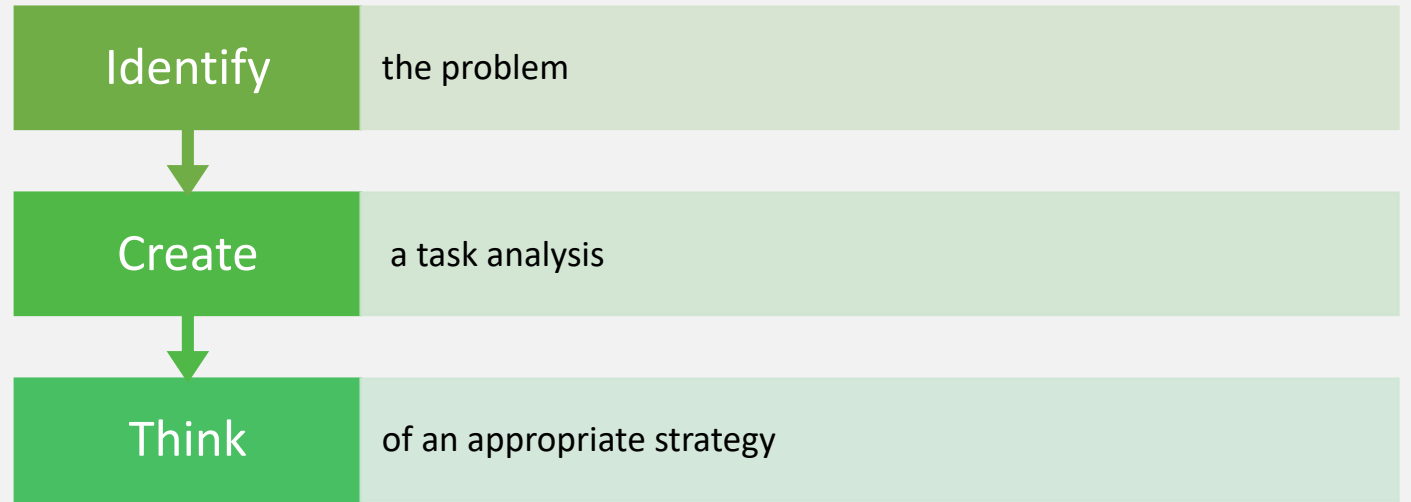 Identify the problem
Create a task analysis
Think of an appropriate strategy